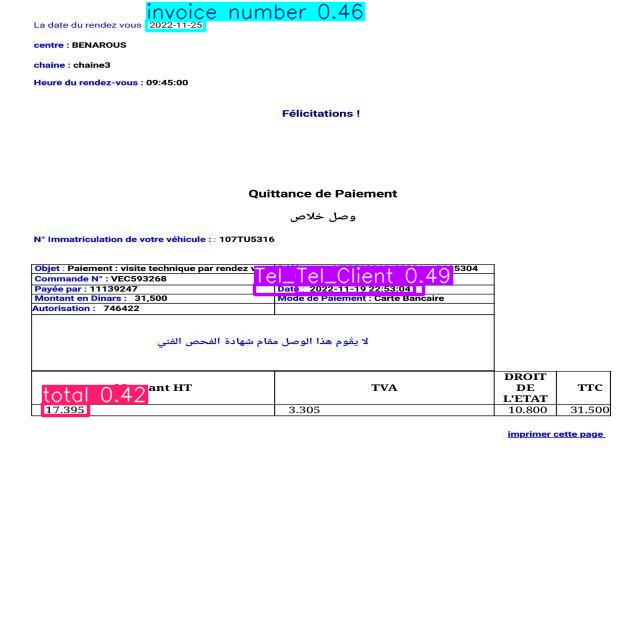 invoice number 0.46
La date du rendez vous 2022-11-25
centre : BENAROUS
chaine : chaine3
Heure du rendez-vous : 09:45:00
Félicitations !
Quittance de Paiement
وصل خلاص
N° Immatriculation de votre véhicule : : 107TU5316
Objet : Paiement : visite technique par rendez 5304
Tel_Tel_Client 0.49
Commande N° : VEC593268
Payée par : 11139247 Date : 2022-11-19 22:53:04
Montant en Dinars : 31,500 Mode de Paiement : Carte Bancaire
Autorisation : 746422
لا يقوم هذا الوصل مقام شهادة الفحص الفني
total 0.42
HT TVA DROIT DE L'ETAT TTC
17.395 3.305 10.800 31.500
imprimer cette page